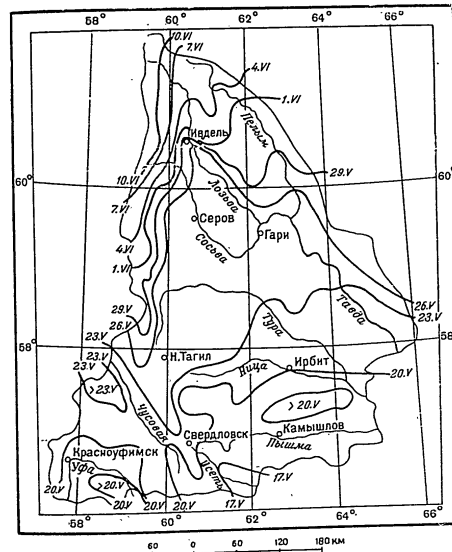 58° 60° 62° 64° 66°
10.VI
7.VI
4.VI
1.VI
Пелым
Ивдель
29.V
60° 60°
10.VI
Лозьва
7.VI
Серов
Гари
Сосьва
4.VI
1.VI
Тавда
29.V 26.V
26.V 23.V
23.V
Тура
58° 58°
23.V
Н.Тагил
Ница
Ирбит
23.V
20.V
>23.V
>20.V
Чусовая
Свердловск
Камышлов
Пышма
Красноуфимск
Уфа
Исеть
20.V
>20.V
20.V
20.V
20.V
17.V
17.V
58° 60° 62° 64° 66°
60 0 60 120 180 км